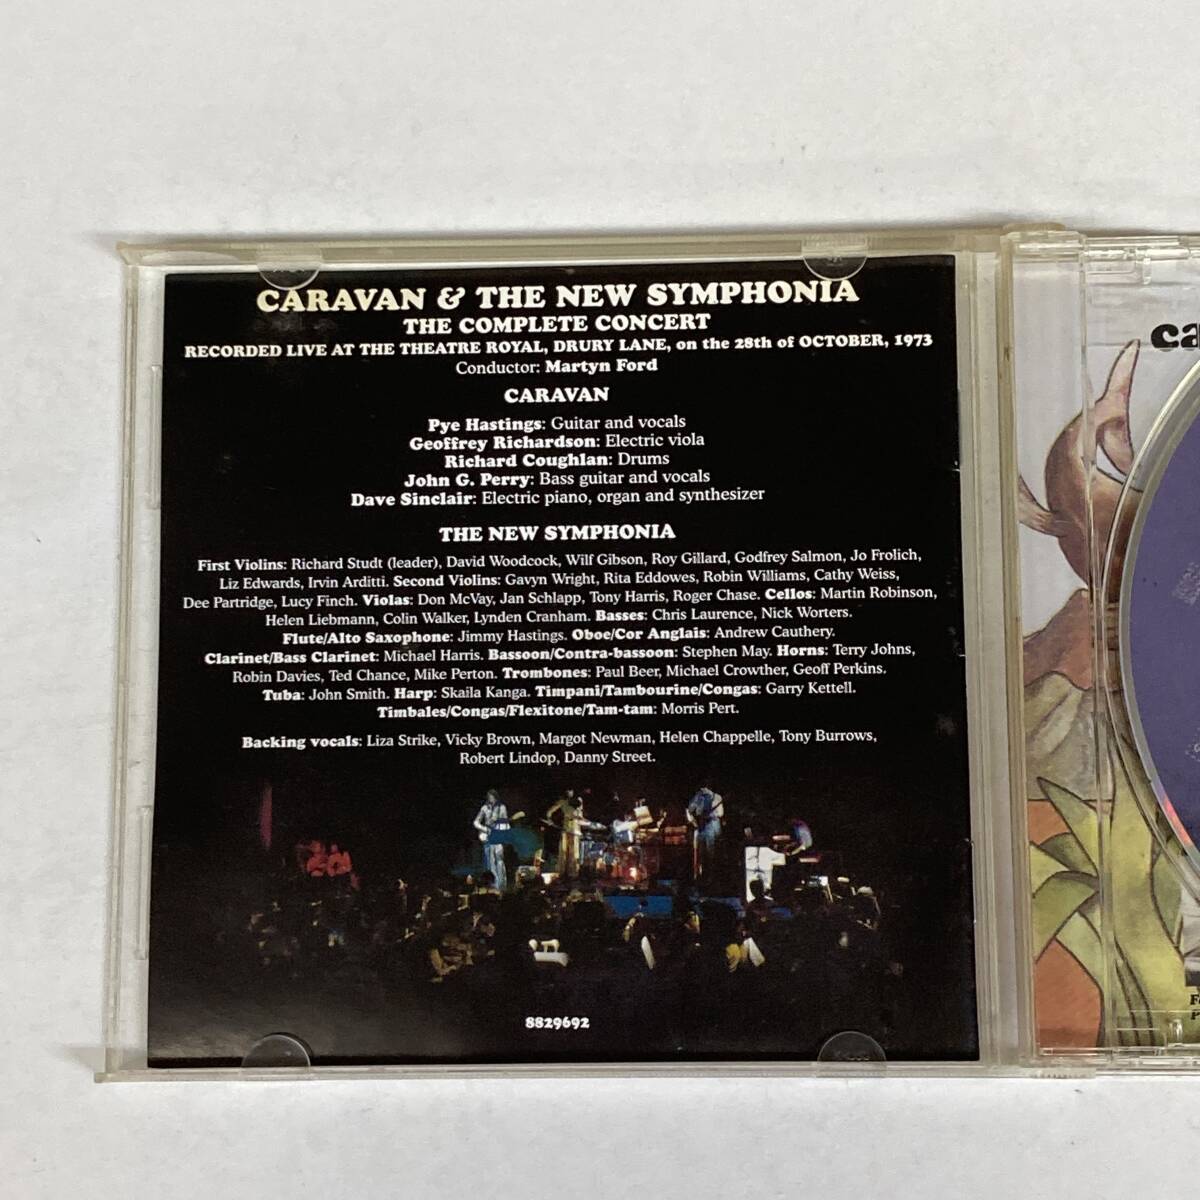 CARAVAN & THE NEW SYMPHONIA
THE COMPLETE CONCERT
RECORDED LIVE AT THE THEATRE ROYAL, DRURY LANE, on the 28th of OCTOBER, 1973
Conductor: Martyn Ford
CARAVAN
Pye Hastings: Guitar and vocals
Geoffrey Richardson: Electric viola
Richard Coughlan: Drums
John G. Perry: Bass guitar and vocals
Dave Sinclair: Electric piano, organ and synthesizer
THE NEW SYMPHONIA
First Violins: Richard Studt (leader), David Woodcock, Wilf Gibson, Roy Gillard, Godfrey Salmon, Jo Frolich,
Liz Edwards, Irvin Arditti. Second Violins: Gavyn Wright, Rita Eddowes, Robin Williams, Cathy Weiss,
Dee Partridge, Lucy Finch. Violas: Don McVay, Jan Schlapp, Tony Harris, Roger Chase. Cellos: Martin Robinson,
Helen Liebmann, Colin Walker, Lynden Cranham. Basses: Chris Laurence, Nick Worters.
Flute/Alto Saxophone: Jimmy Hastings. Oboe/Cor Anglais: Andrew Cauthery.
Clarinet/Bass Clarinet: Michael Harris. Bassoon/Contra-bassoon: Stephen May. Horns: Terry Johns,
Robin Davies, Ted Chance, Mike Perton. Trombones: Paul Beer, Michael Crowther, Geoff Perkins.
Tuba: John Smith. Harp: Skaila Kanga. Timpani/Tambourine/Congas: Garry Kettell.
Timbales/Congas/Flexitone/Tam-tam: Morris Pert.
Backing vocals: Liza Strike, Vicky Brown, Margot Newman, Helen Chappelle, Tony Burrows,
Robert Lindop, Danny Street.
8829692
ca